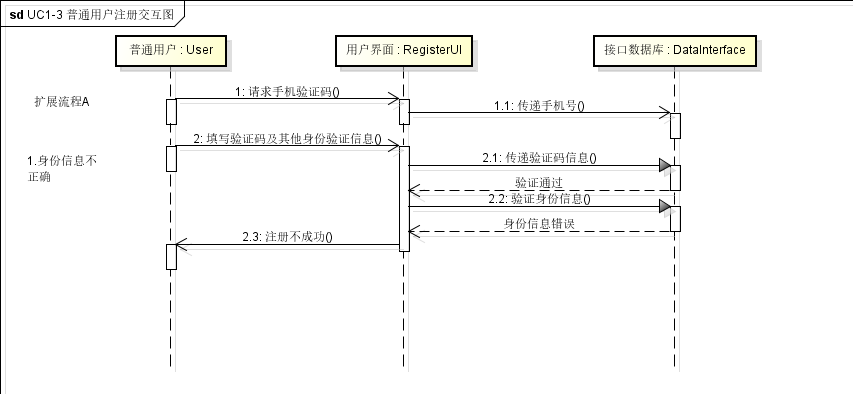 sd UC1-3 普通用户注册交互图
普通用户 : User
用户界面 : RegisterUI
接口数据库 : DataInterface
扩展流程A
1: 请求手机验证码()
1.1: 传递手机号()
2: 填写验证码及其他身份验证信息()
1.身份信息不
正确
2.1: 传递验证码信息()
验证通过
2.2: 验证身份信息()
身份信息错误
2.3: 注册不成功()